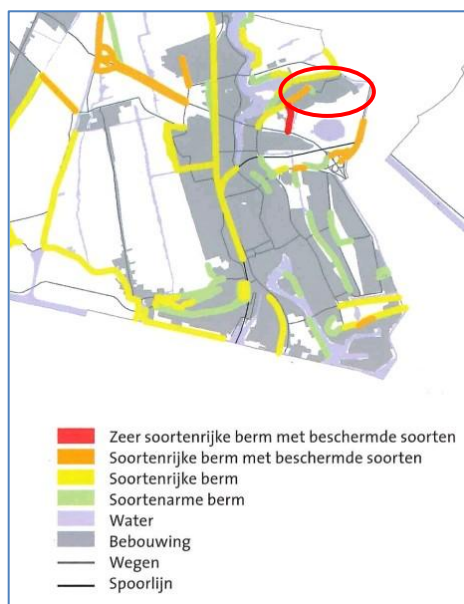 Zeer soortenrijke berm met beschermde soorten
Soortenrijke berm met beschermde soorten
Soortenrijke berm
Soortenarme berm
Water
Bebouwing
Wegen
Spoorlijn